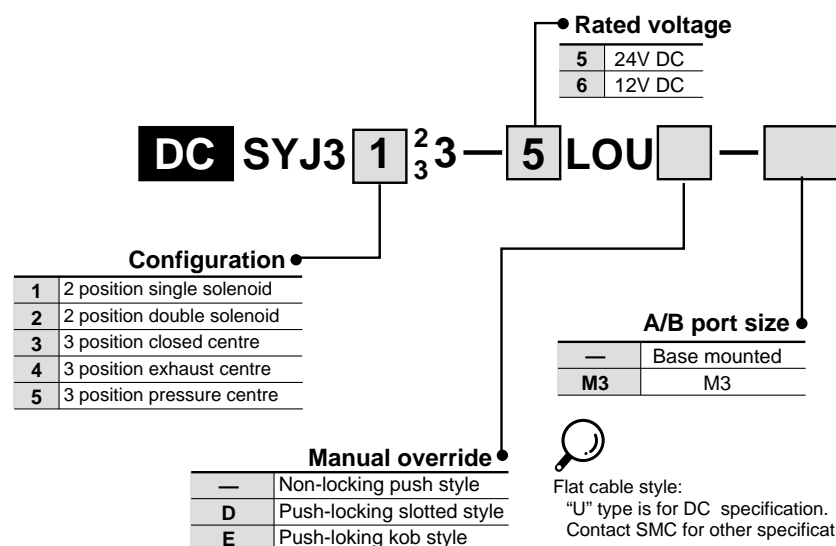 Rated voltage
5 24V DC
6 12V DC
DC SYJ3 1 2 3 3 — 5 LOU —
Configuration
1 2 position single solenoid
2 2 position double solenoid
3 3 position closed centre
4 3 position exhaust centre
5 3 position pressure centre
A/B port size
— Base mounted
M3 M3
Manual override
— Non-locking push style
D Push-locking slotted style
E Push-loking kob style
Flat cable style:
“U” type is for DC specification.
Contact SMC for other specificat